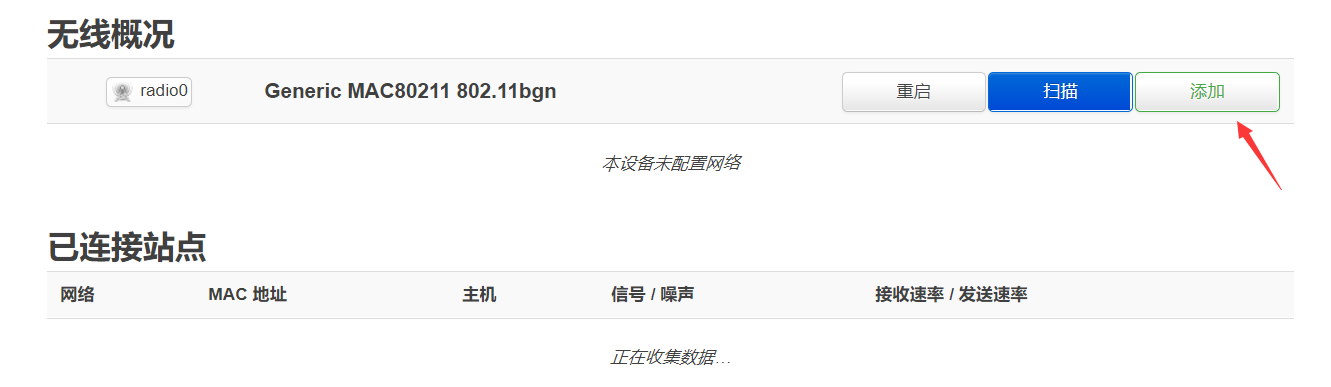 无线概况
radio0 Generic MAC80211 802.11bgn 重启 扫描 添加
本设备未配置网络
已连接站点
网络 MAC 地址 主机 信号 / 噪声 接收速率 / 发送速率
正在收集数据…